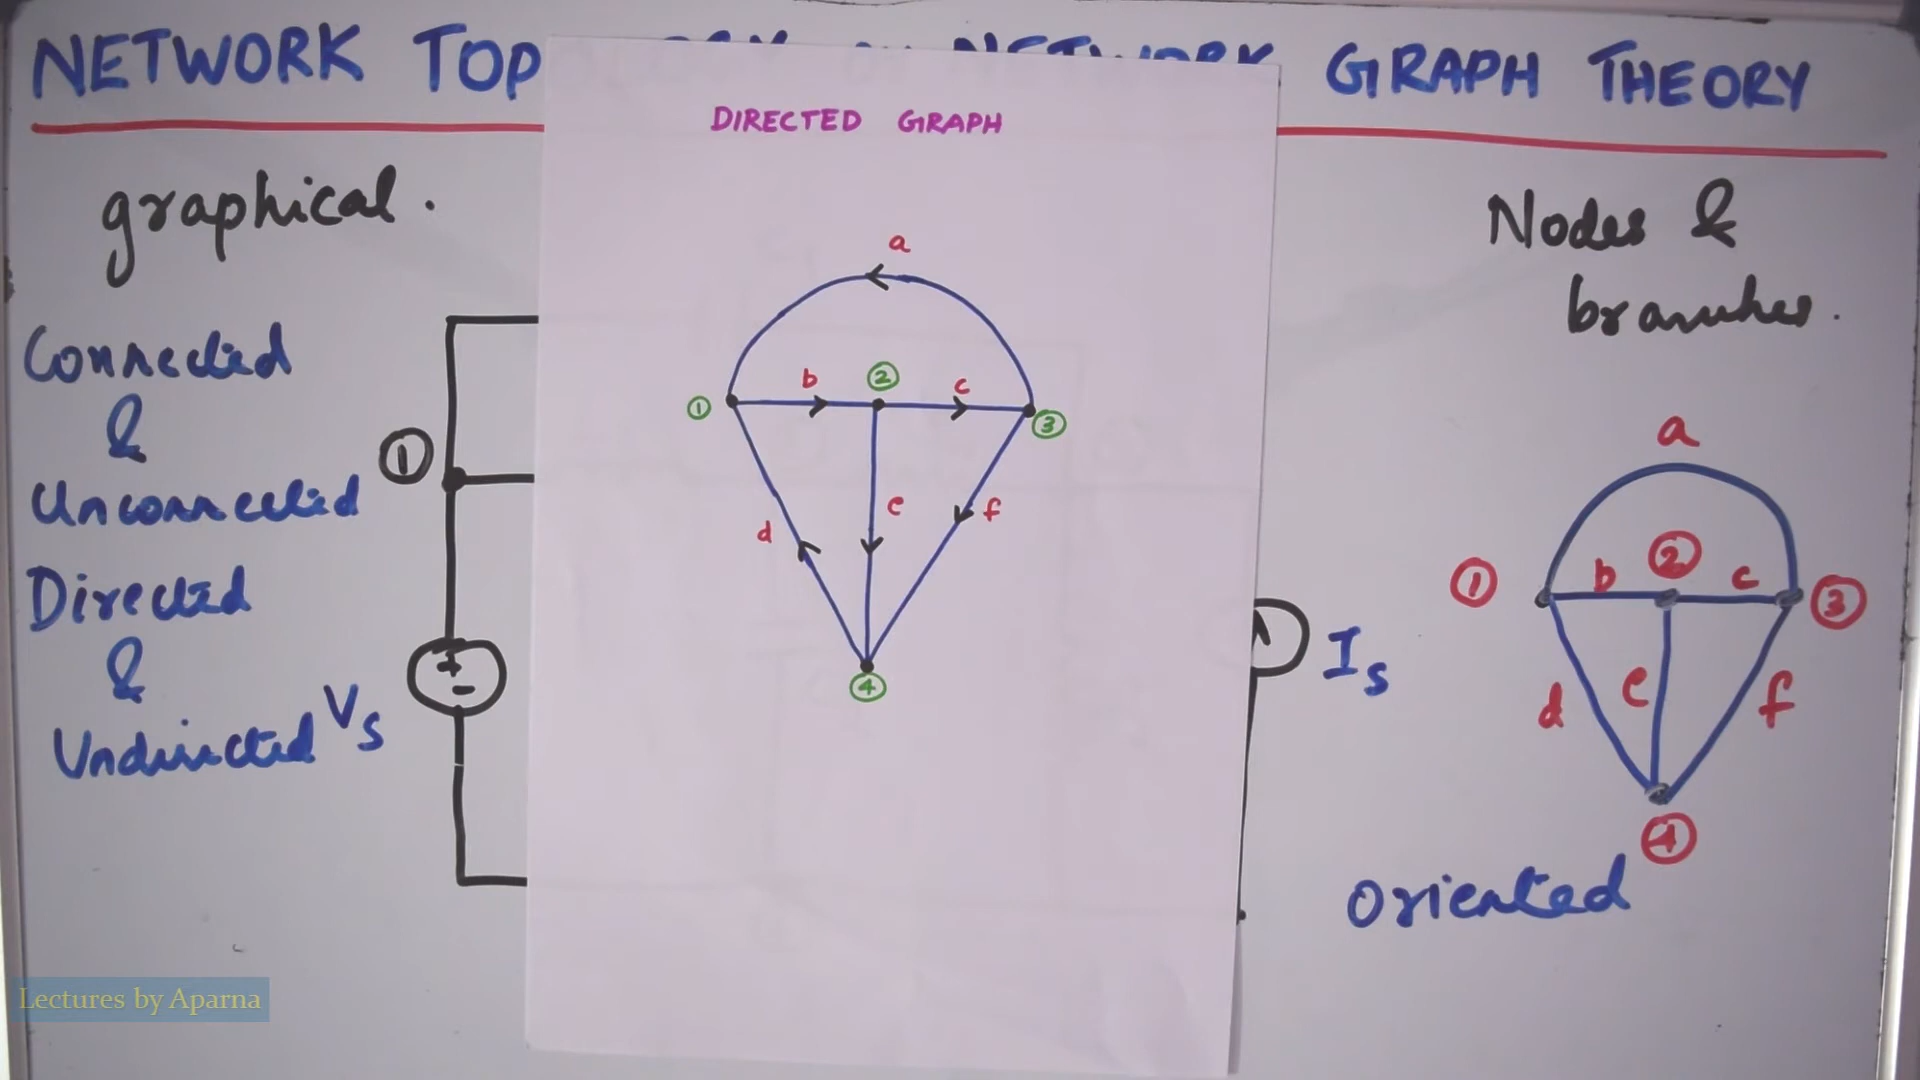 NETWORK TOP
GRAPH THEORY
DIRECTED GRAPH
graphical.
Nodes &
branches.
Connected
&
Unconnected
Directed
&
Undirected
①
Vs
+
-
a
①
b
②
c
③
d
e
f
④
Is
a
①
b
②
c
③
d
e
f
④
Oriented
Lectures by Aparna